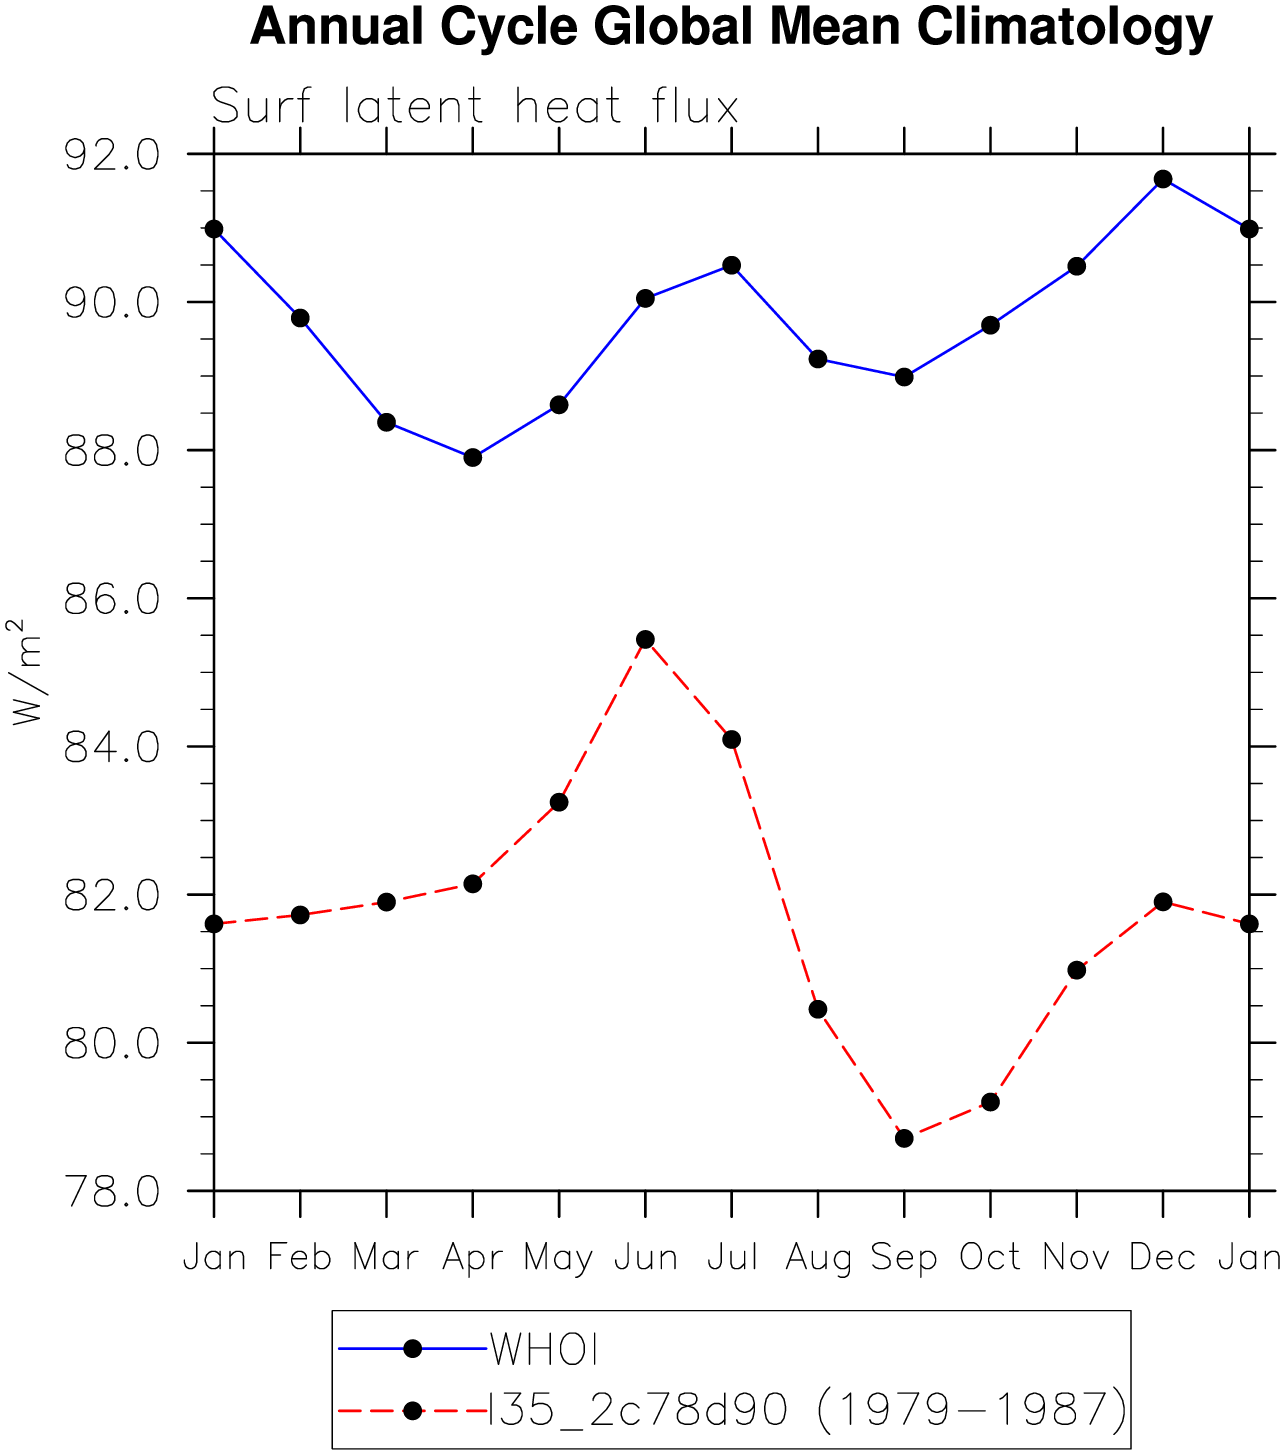 Annual Cycle Global Mean Climatology
Surf latent heat flux
92.0
90.0
88.0
86.0
84.0
82.0
80.0
78.0
W/m²
Jan Feb Mar Apr May Jun Jul Aug Sep Oct Nov Dec Jan
WHOI
I35_2c78d90 (1979-1987)